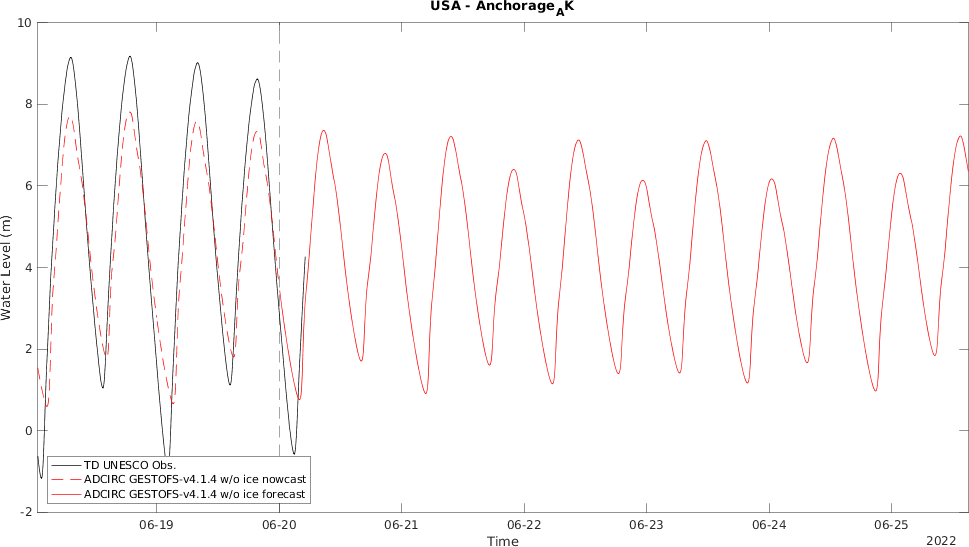 USA - Anchorage_AK
10
8
6
4
2
0
-2
Water Level (m)
TD UNESCO Obs.
ADCIRC GESTOFS-v4.1.4 w/o ice nowcast
ADCIRC GESTOFS-v4.1.4 w/o ice forecast
06-19 06-20 06-21 06-22 06-23 06-24 06-25
Time
2022